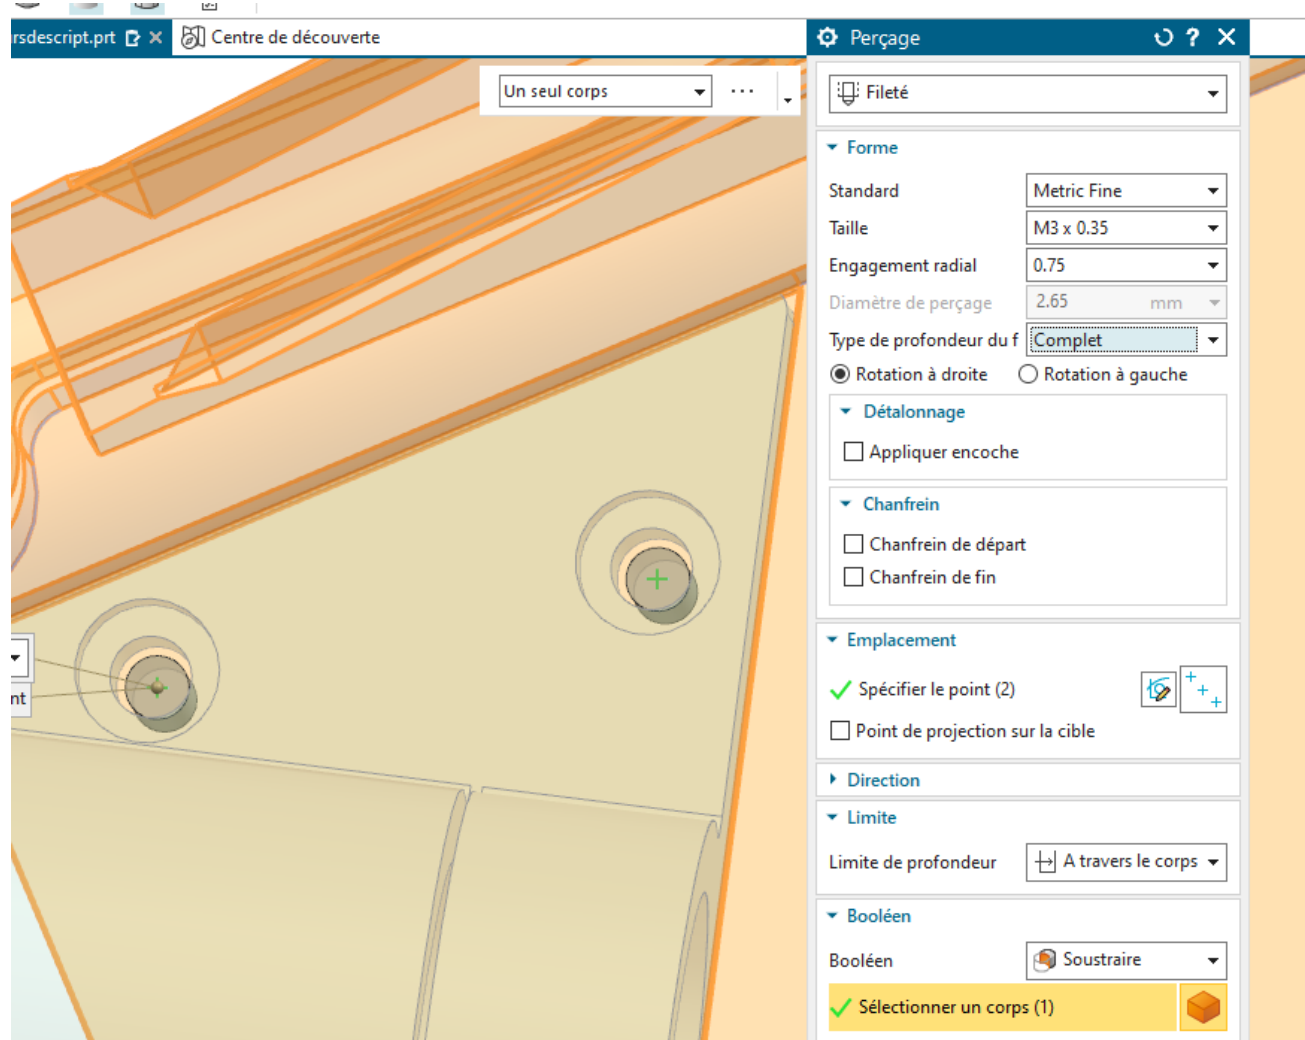 rsdescript.prt
Centre de découverte
Perçage
Un seul corps
Fileté
Forme
Standard
Metric Fine
Taille
M3 x 0.35
Engagement radial
0.75
Diamètre de perçage
2.65 mm
Type de profondeur du f
Complet
Rotation à droite
Rotation à gauche
Détalonnage
Appliquer encoche
Chanfrein
Chanfrein de départ
Chanfrein de fin
Emplacement
nt
Spécifier le point (2)
Point de projection sur la cible
Direction
Limite
Limite de profondeur
A travers le corps
Booléen
Booléen
Soustraire
Sélectionner un corps (1)